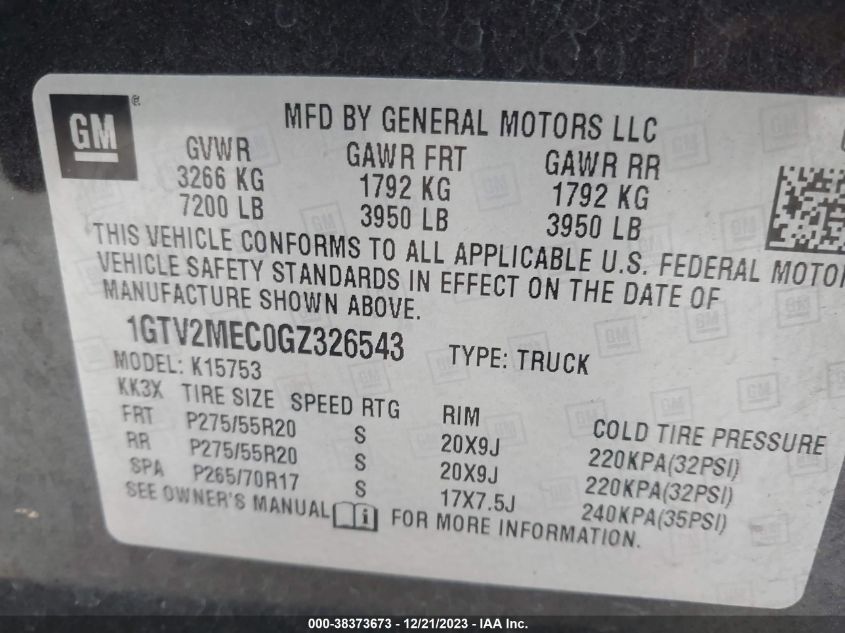 GM
MFD BY GENERAL MOTORS LLC
GVWR GAWR FRT GAWR RR
3266 KG 1792 KG 1792 KG
7200 LB 3950 LB 3950 LB
THIS VEHICLE CONFORMS TO ALL APPLICABLE U.S. FEDERAL MOTOR
VEHICLE SAFETY STANDARDS IN EFFECT ON THE DATE OF
MANUFACTURE SHOWN ABOVE.
1GTV2MEC0GZ326543 TYPE: TRUCK
MODEL: K15753
KK3X TIRE SIZE SPEED RTG RIM COLD TIRE PRESSURE
FRT P275/55R20 S 20X9J 220KPA(32PSI)
RR P275/55R20 S 20X9J 220KPA(32PSI)
SPA P265/70R17 S 17X7.5J 240KPA(35PSI)
SEE OWNER'S MANUAL i FOR MORE INFORMATION.
000-38373673 - 12/21/2023 - IAA Inc.